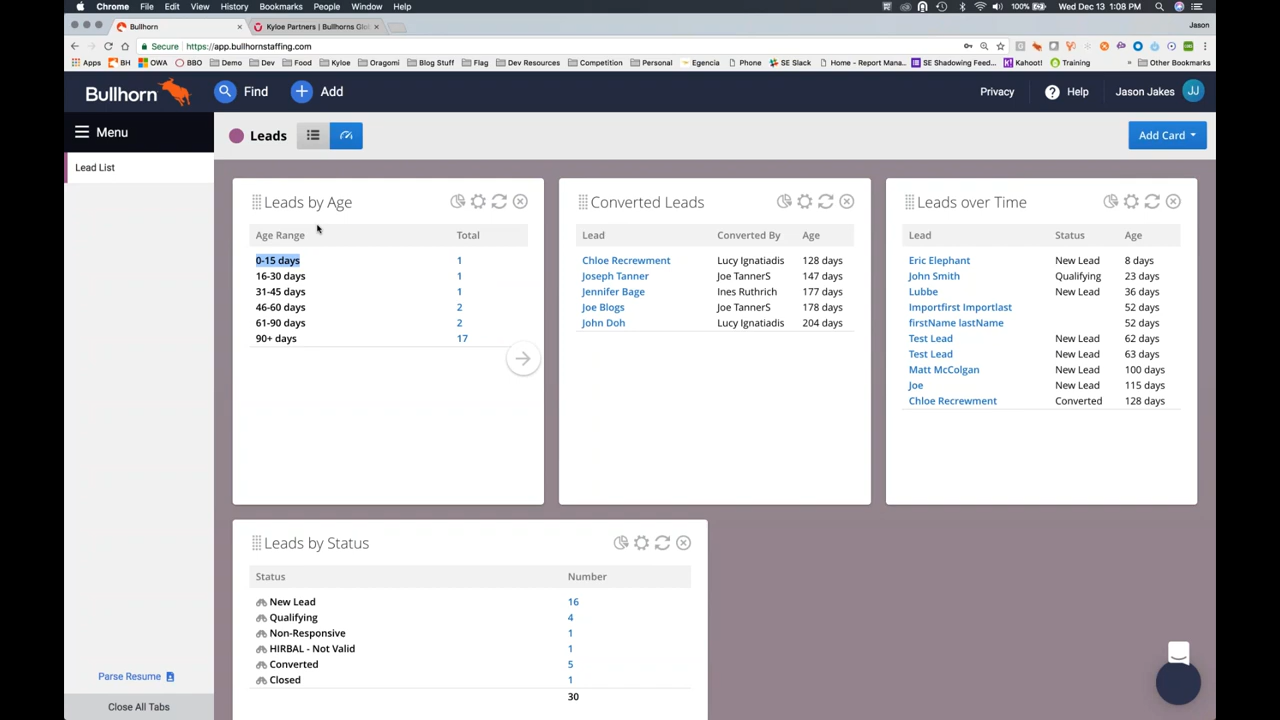 Chrome File Edit View History Bookmarks People Window Help 100% Wed Dec 13 1:08 PM
Bullhorn Kyloe Partners | Bullhorns Glo Jason
Secure https://app.bullhornstaffing.com
Apps BH OWA BBO Demo Dev Food Kyloe Oragomi Blog Stuff Flag Dev Resources Competition Personal Egencia Phone SE Slack Home - Report Mana... SE Shadowing Feed... Kahoot! Training » Other Bookmarks
Bullhorn Find Add Privacy Help Jason Jakes JJ
Menu Leads Add Card
Lead List
Leads by Age
Age Range Total
0-15 days 1
16-30 days 1
31-45 days 1
46-60 days 2
61-90 days 2
90+ days 17
Converted Leads
Lead Converted By Age
Chloe Recrewment Lucy Ignatiadis 128 days
Joseph Tanner Joe TannerS 147 days
Jennifer Bage Ines Ruthrich 177 days
Joe Blogs Joe TannerS 178 days
John Doh Lucy Ignatiadis 204 days
Leads over Time
Lead Status Age
Eric Elephant New Lead 8 days
John Smith Qualifying 23 days
Lubbe New Lead 36 days
Importfirst Importlast 52 days
firstName lastName 52 days
Test Lead New Lead 62 days
Test Lead New Lead 63 days
Matt McColgan New Lead 100 days
Joe New Lead 115 days
Chloe Recrewment Converted 128 days
Leads by Status
Status Number
New Lead 16
Qualifying 4
Non-Responsive 1
HIRBAL - Not Valid 1
Converted 5
Closed 1
30
Parse Resume
Close All Tabs